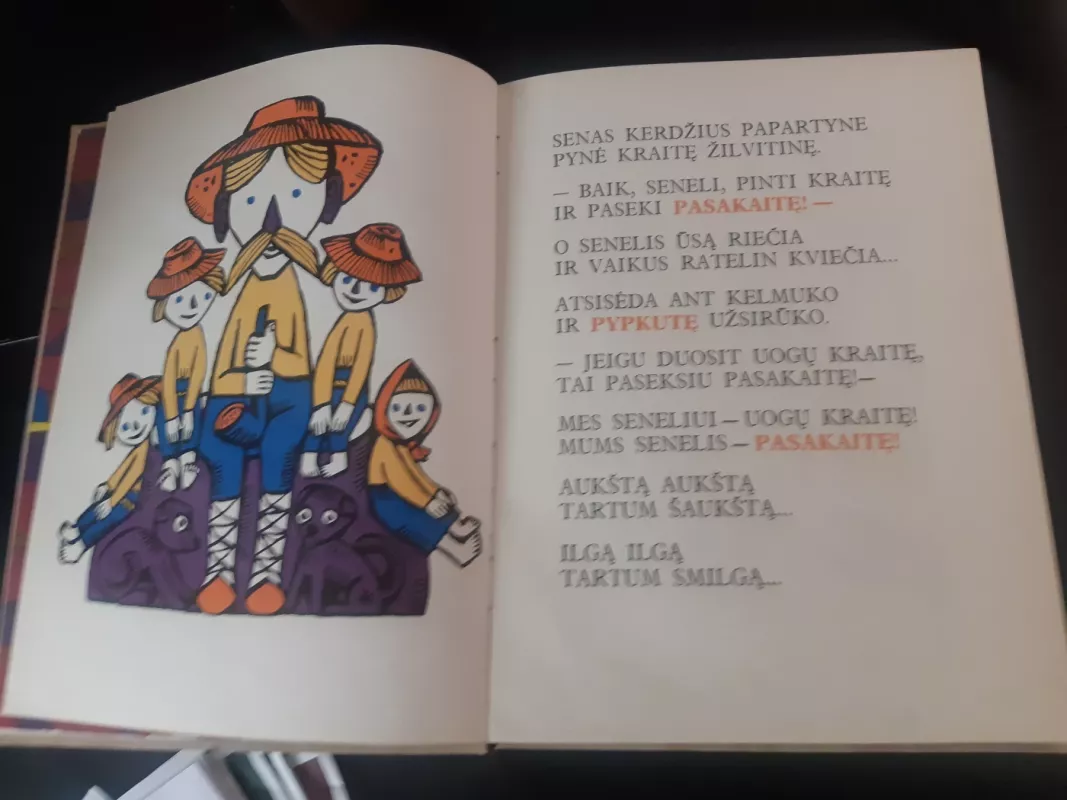 SENAS KERDŽIUS PAPARTYNE
PYNĖ KRAITĘ ŽILVITINĘ.
— BAIK, SENELI, PINTI KRAITĘ
IR PASEKI PASAKAITĘ! —
O SENELIS ŪSĄ RIEČIA
IR VAIKUS RATELIN KVIEČIA...
ATSISĖDA ANT KELMUKO
IR PYPKUTĘ UŽSIRŪKO.
— JEIGU DUOSIT UOGŲ KRAITĘ,
TAI PASEKSIU PASAKAITĘ! —
MES SENELIUI — UOGŲ KRAITĘ!
MUMS SENELIS — PASAKAITĘ!
AUKŠTĄ AUKŠTĄ
TARTUM ŠAUKŠTĄ...
ILGĄ ILGĄ
TARTUM SMILGĄ...